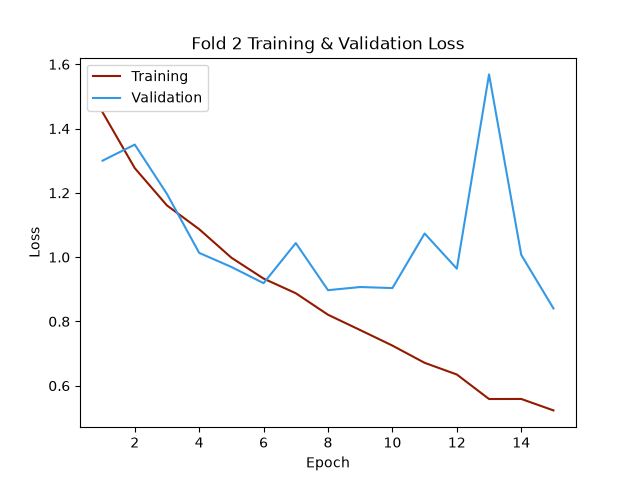 Fold 2 Training & Validation Loss
Training
Validation
1.6
1.4
1.2
1.0
0.8
0.6
Loss
2 4 6 8 10 12 14
Epoch